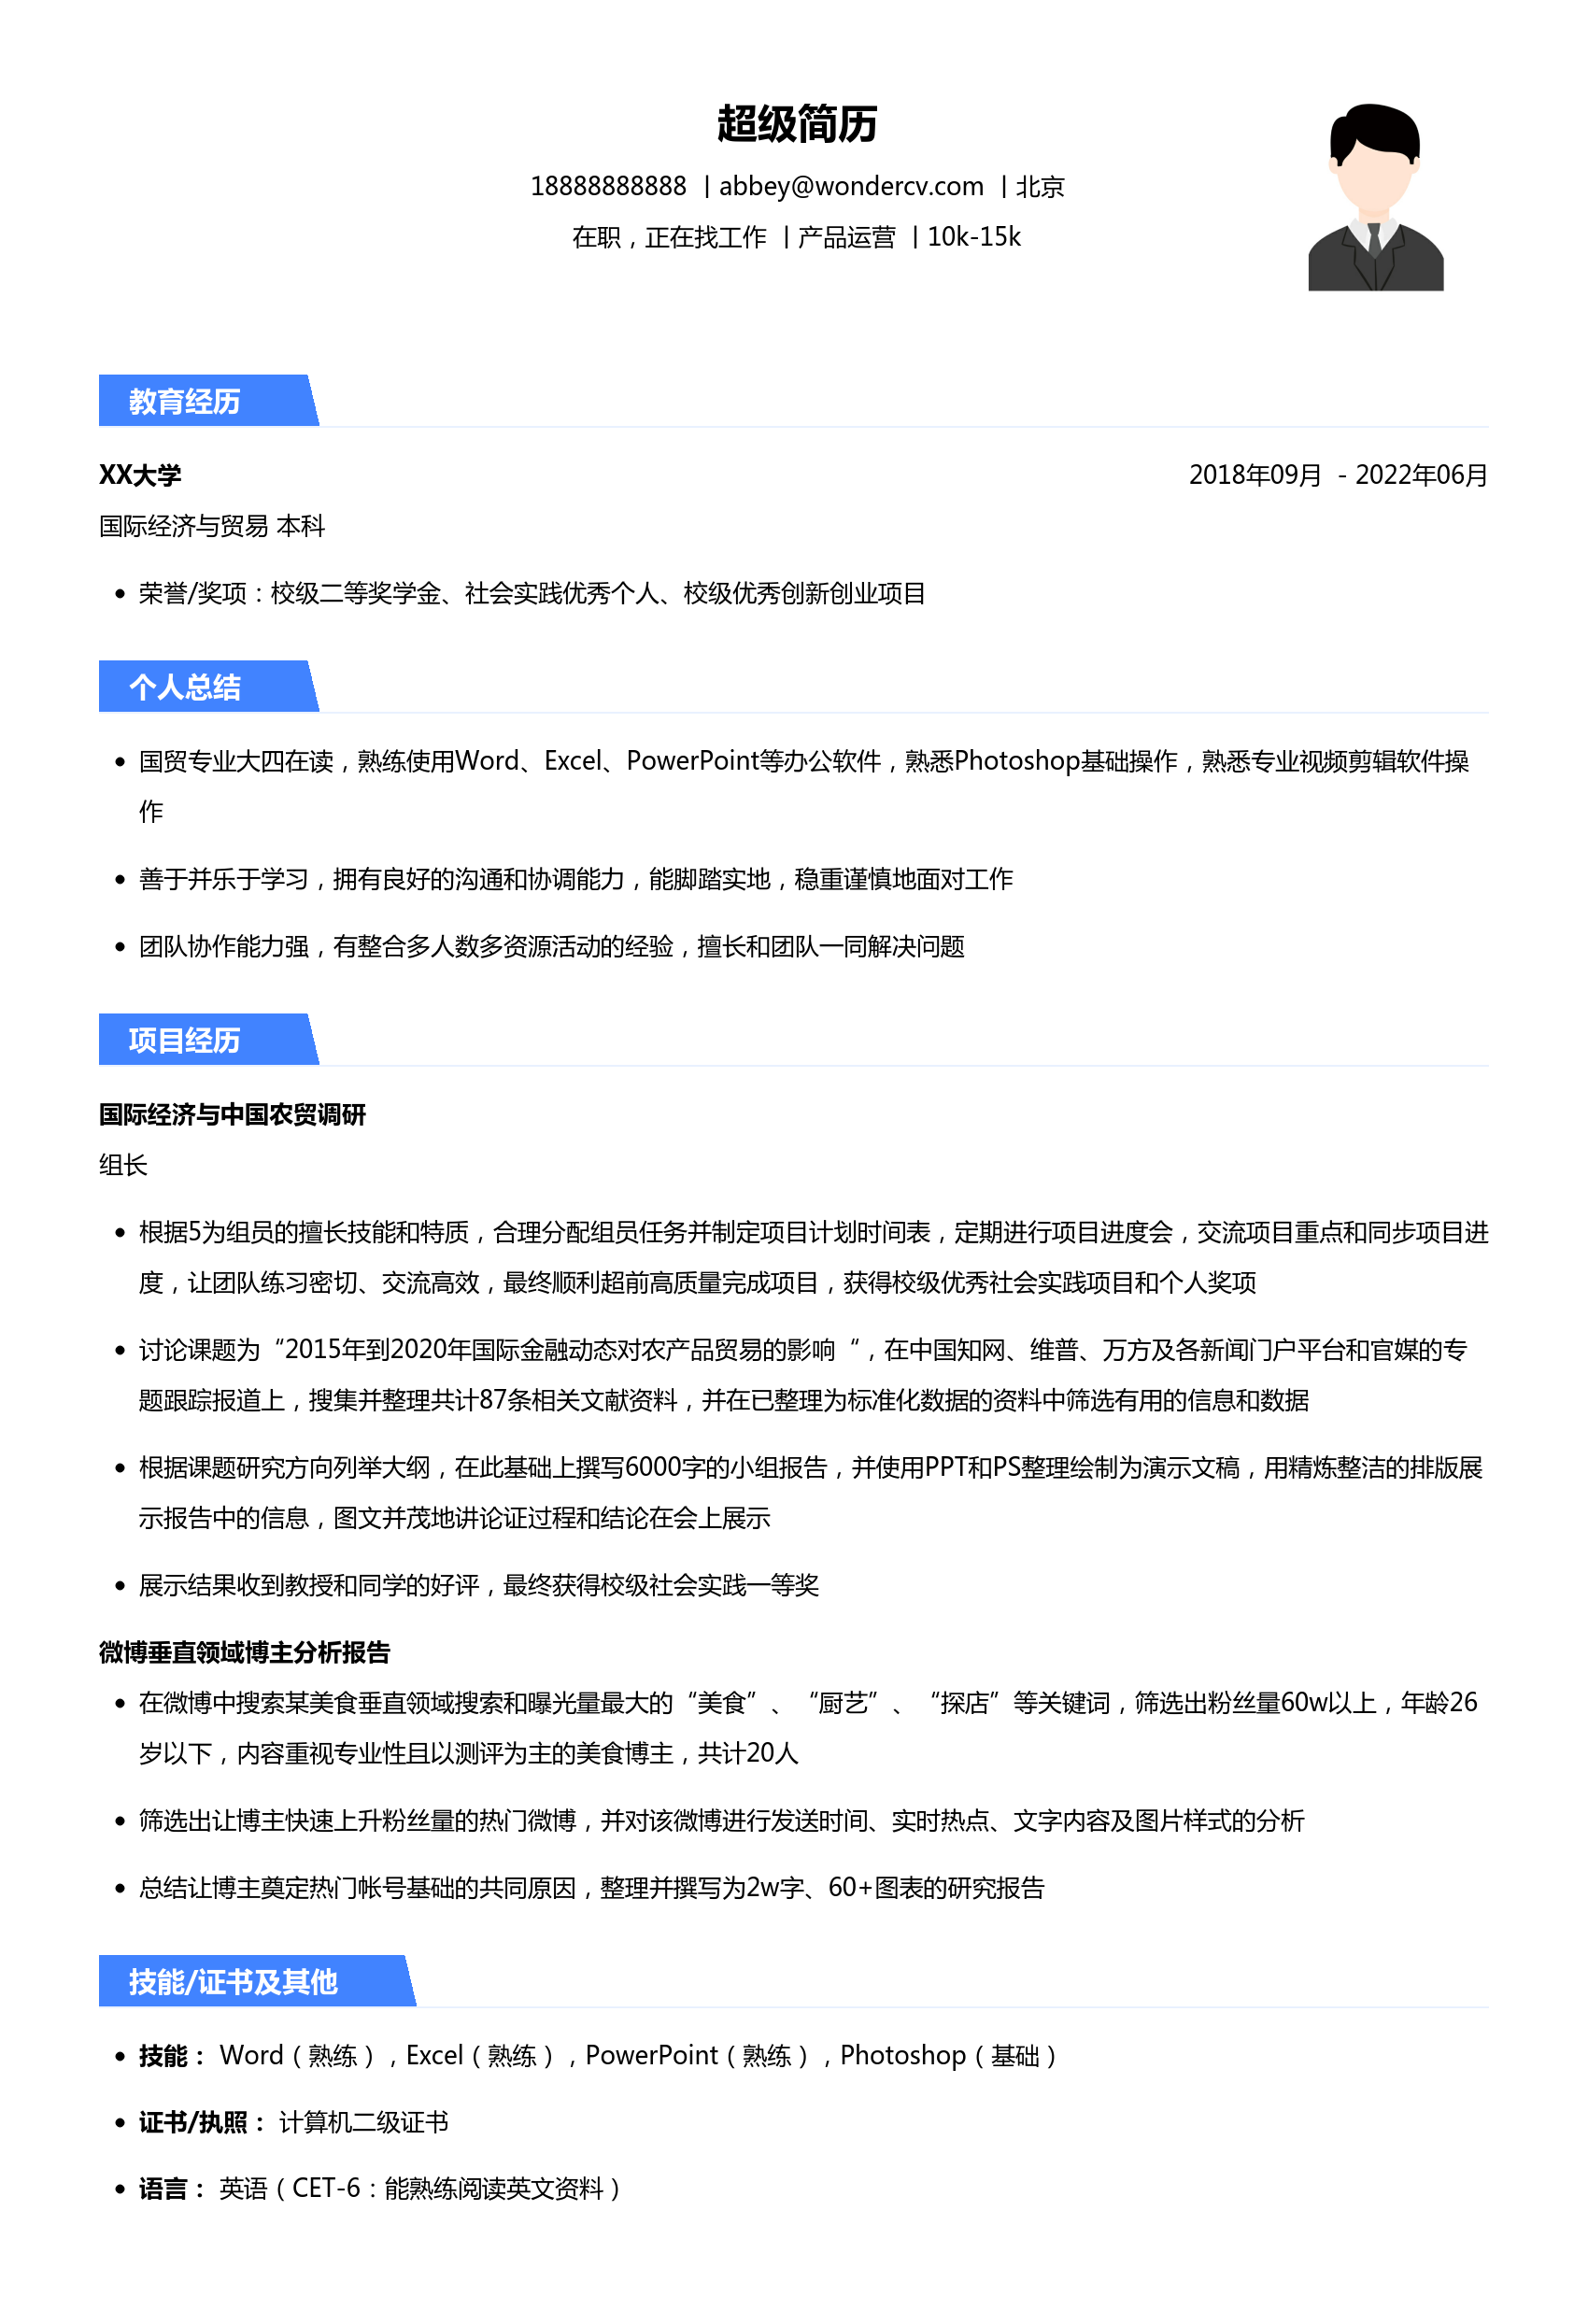 超级简历
18888888888 | abbey@wondercv.com | 北京
在职，正在找工作 | 产品运营 | 10k-15k
教育经历
XX大学 2018年09月 - 2022年06月
国际经济与贸易 本科
• 荣誉/奖项：校级二等奖学金、社会实践优秀个人、校级优秀创新创业项目
个人总结
• 国贸专业大四在读，熟练使用Word、Excel、PowerPoint等办公软件，熟悉Photoshop基础操作，熟悉专业视频剪辑软件操
作
• 善于并乐于学习，拥有良好的沟通和协调能力，能脚踏实地，稳重谨慎地面对工作
• 团队协作能力强，有整合多人数多资源活动的经验，擅长和团队一同解决问题
项目经历
国际经济与中国农贸调研
组长
• 根据5为组员的擅长技能和特质，合理分配组员任务并制定项目计划时间表，定期进行项目进度会，交流项目重点和同步项目进
度，让团队练习密切、交流高效，最终顺利超前高质量完成项目，获得校级优秀社会实践项目和个人奖项
• 讨论课题为“2015年到2020年国际金融动态对农产品贸易的影响“，在中国知网、维普、万方及各新闻门户平台和官媒的专
题跟踪报道上，搜集并整理共计87条相关文献资料，并在已整理为标准化数据的资料中筛选有用的信息和数据
• 根据课题研究方向列举大纲，在此基础上撰写6000字的小组报告，并使用PPT和PS整理绘制为演示文稿，用精炼整洁的排版展
示报告中的信息，图文并茂地讲论证过程和结论在会上展示
• 展示结果收到教授和同学的好评，最终获得校级社会实践一等奖
微博垂直领域博主分析报告
• 在微博中搜索某美食垂直领域搜索和曝光量最大的“美食”、“厨艺”、“探店”等关键词，筛选出粉丝量60w以上，年龄26
岁以下，内容重视专业性且以测评为主的美食博主，共计20人
• 筛选出让博主快速上升粉丝量的热门微博，并对该微博进行发送时间、实时热点、文字内容及图片样式的分析
• 总结让博主奠定热门帐号基础的共同原因，整理并撰写为2w字、60+图表的研究报告
技能/证书及其他
• 技能： Word（熟练），Excel（熟练），PowerPoint（熟练），Photoshop（基础）
• 证书/执照： 计算机二级证书
• 语言： 英语（CET-6：能熟练阅读英文资料）